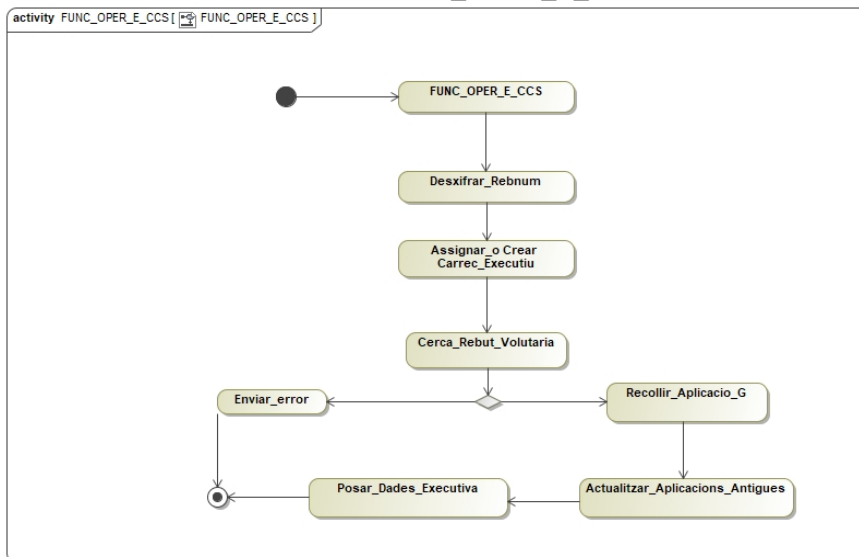 activity FUNC_OPER_E_CCS [ FUNC_OPER_E_CCS ]
FUNC_OPER_E_CCS
Desxifrar_Rebnum
Assignar_o Crear
Carrec_Executiu
Cerca_Rebut_Volutaria
Enviar_error
Recollir_Aplicacio_G
Posar_Dades_Executiva
Actualitzar_Aplicacions_Antigues